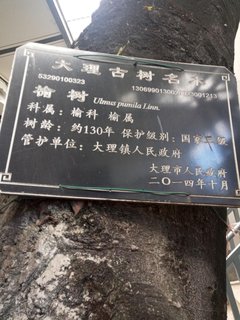 大理古树名木
53290100323
榆树 Ulmus pumila Linn.
科属：榆科 榆属
树龄：约130年 保护级别：国家三级
管护单位：大理镇人民政府
大理市人民政府
二〇一四年十月